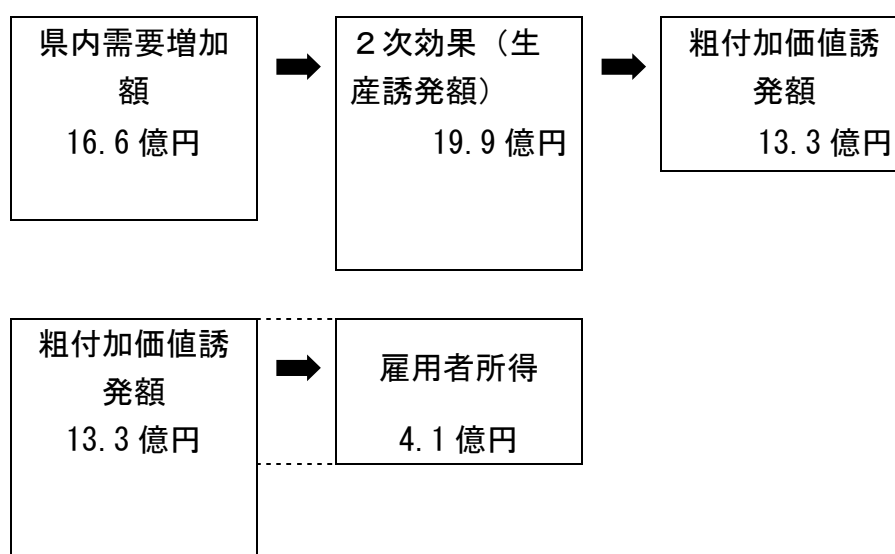 県内需要増加
額
16.6 億円
２次効果（生
産誘発額）
19.9 億円
粗付加価値誘
発額
13.3 億円
粗付加価値誘
発額
13.3 億円
雇用者所得
4.1 億円